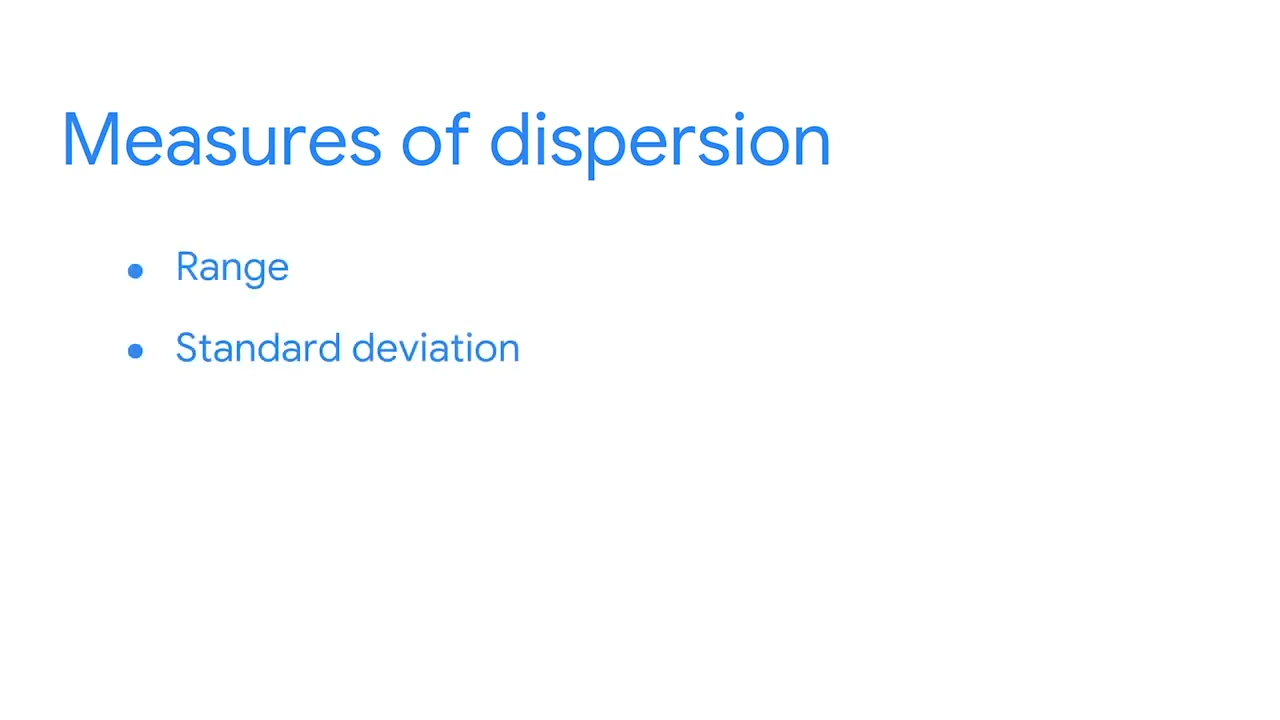 Measures of dispersion
• Range
• Standard deviation